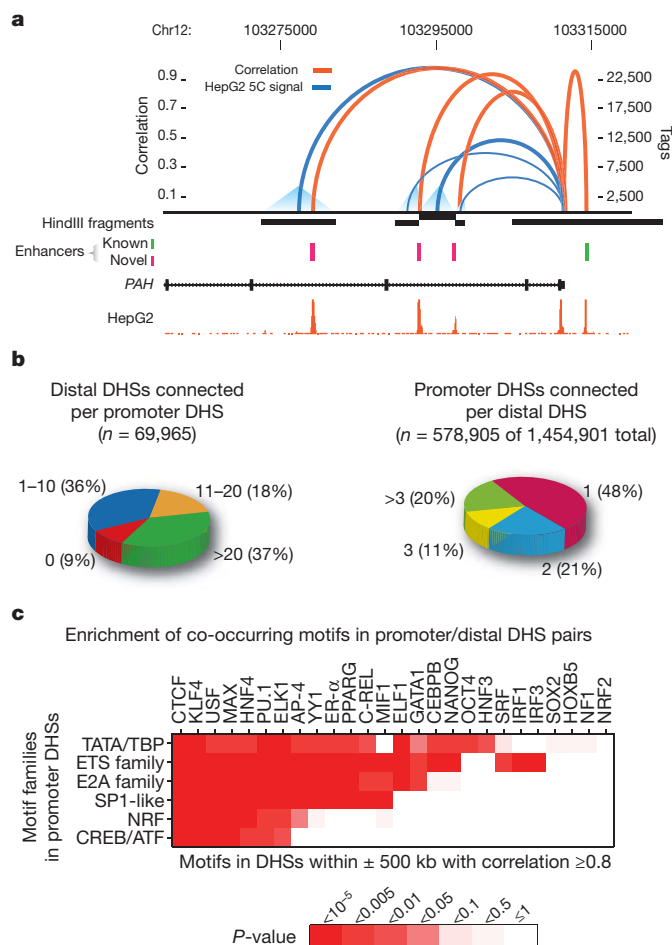 a
Chr12: 103275000 103295000 103315000
Correlation
HepG2 5C signal
Correlation
0.9
0.7
0.5
0.3
0.1
22,500
17,500
12,500
7,500
2,500
Tags
HindIII fragments
Enhancers
Known
Novel
PAH
HepG2
b
Distal DHSs connected
per promoter DHS
(n = 69,965)
1–10 (36%)
11–20 (18%)
0 (9%)
>20 (37%)
Promoter DHSs connected
per distal DHS
(n = 578,905 of 1,454,901 total)
>3 (20%)
1 (48%)
3 (11%)
2 (21%)
c
Enrichment of co-occurring motifs in promoter/distal DHS pairs
CTCF
KLF4
USF
MAX
HNF4
PU.1
ELK1
AP-4
YY1
ER-α
PPARG
C-REL
MIF1
ELF1
GATA1
CEBPB
NANOG
OCT4
HNF3
SRF
IRF1
IRF3
SOX2
HOXB5
NF1
NRF2
Motif families
in promoter DHSs
TATA/TBP
ETS family
E2A family
SP1-like
NRF
CREB/ATF
Motifs in DHSs within ± 500 kb with correlation ≥0.8
P-value
<10⁻⁵
<0.005
<0.01
<0.05
<0.1
<0.5
≤1